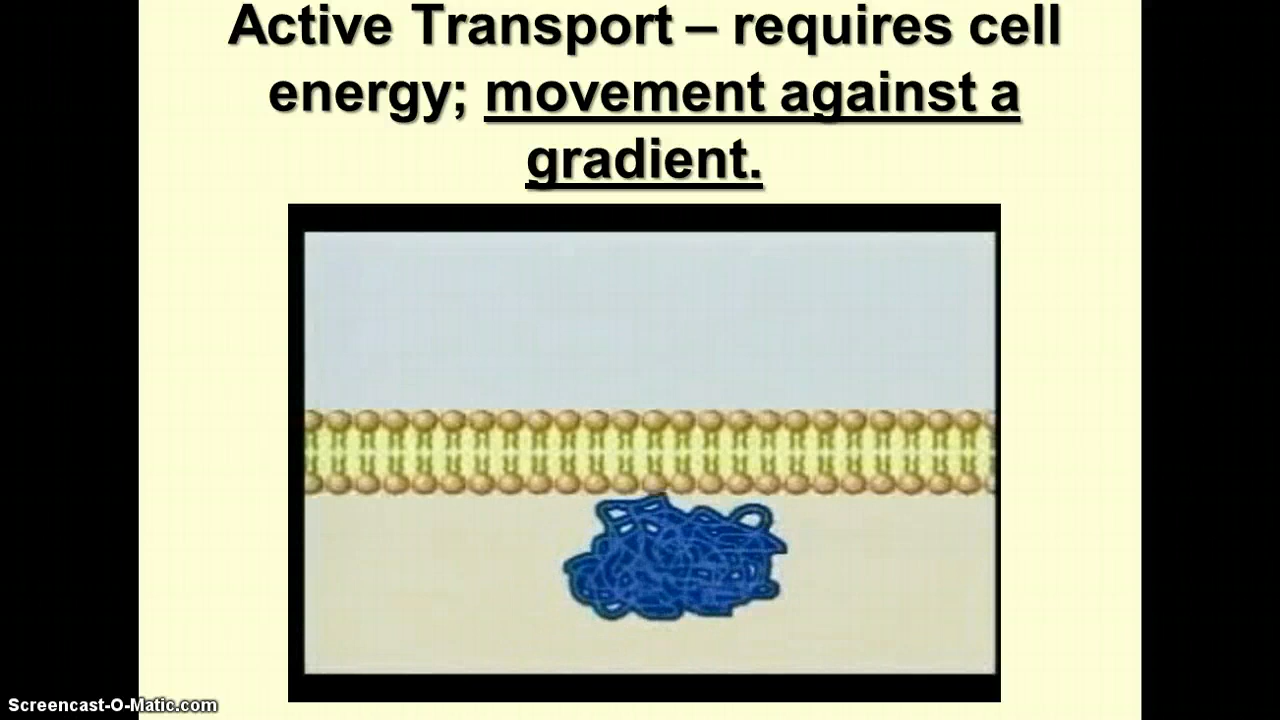 Active Transport – requires cell
energy; movement against a
gradient.
Screencast-O-Matic.com